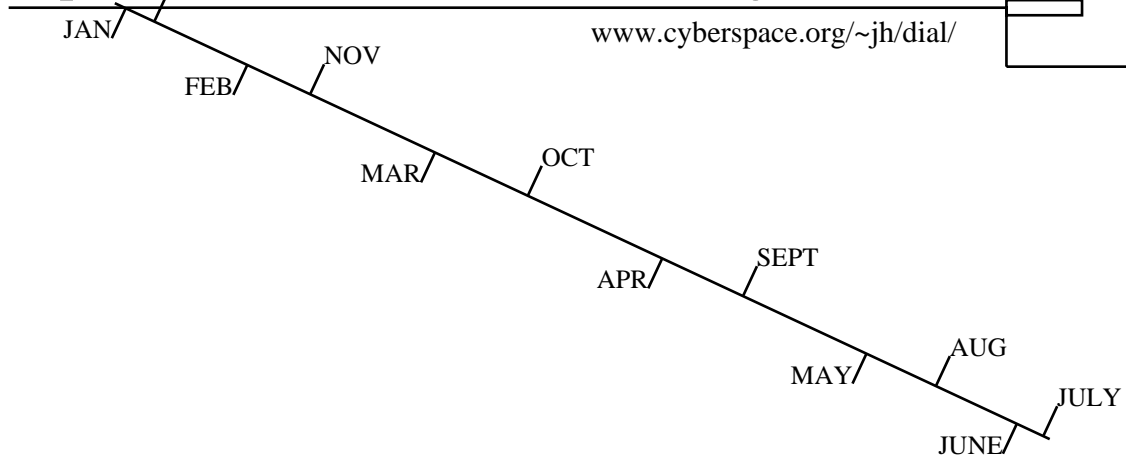 JAN
www.cyberspace.org/~jh/dial/
NOV
FEB
OCT
MAR
SEPT
APR
AUG
MAY
JULY
JUNE